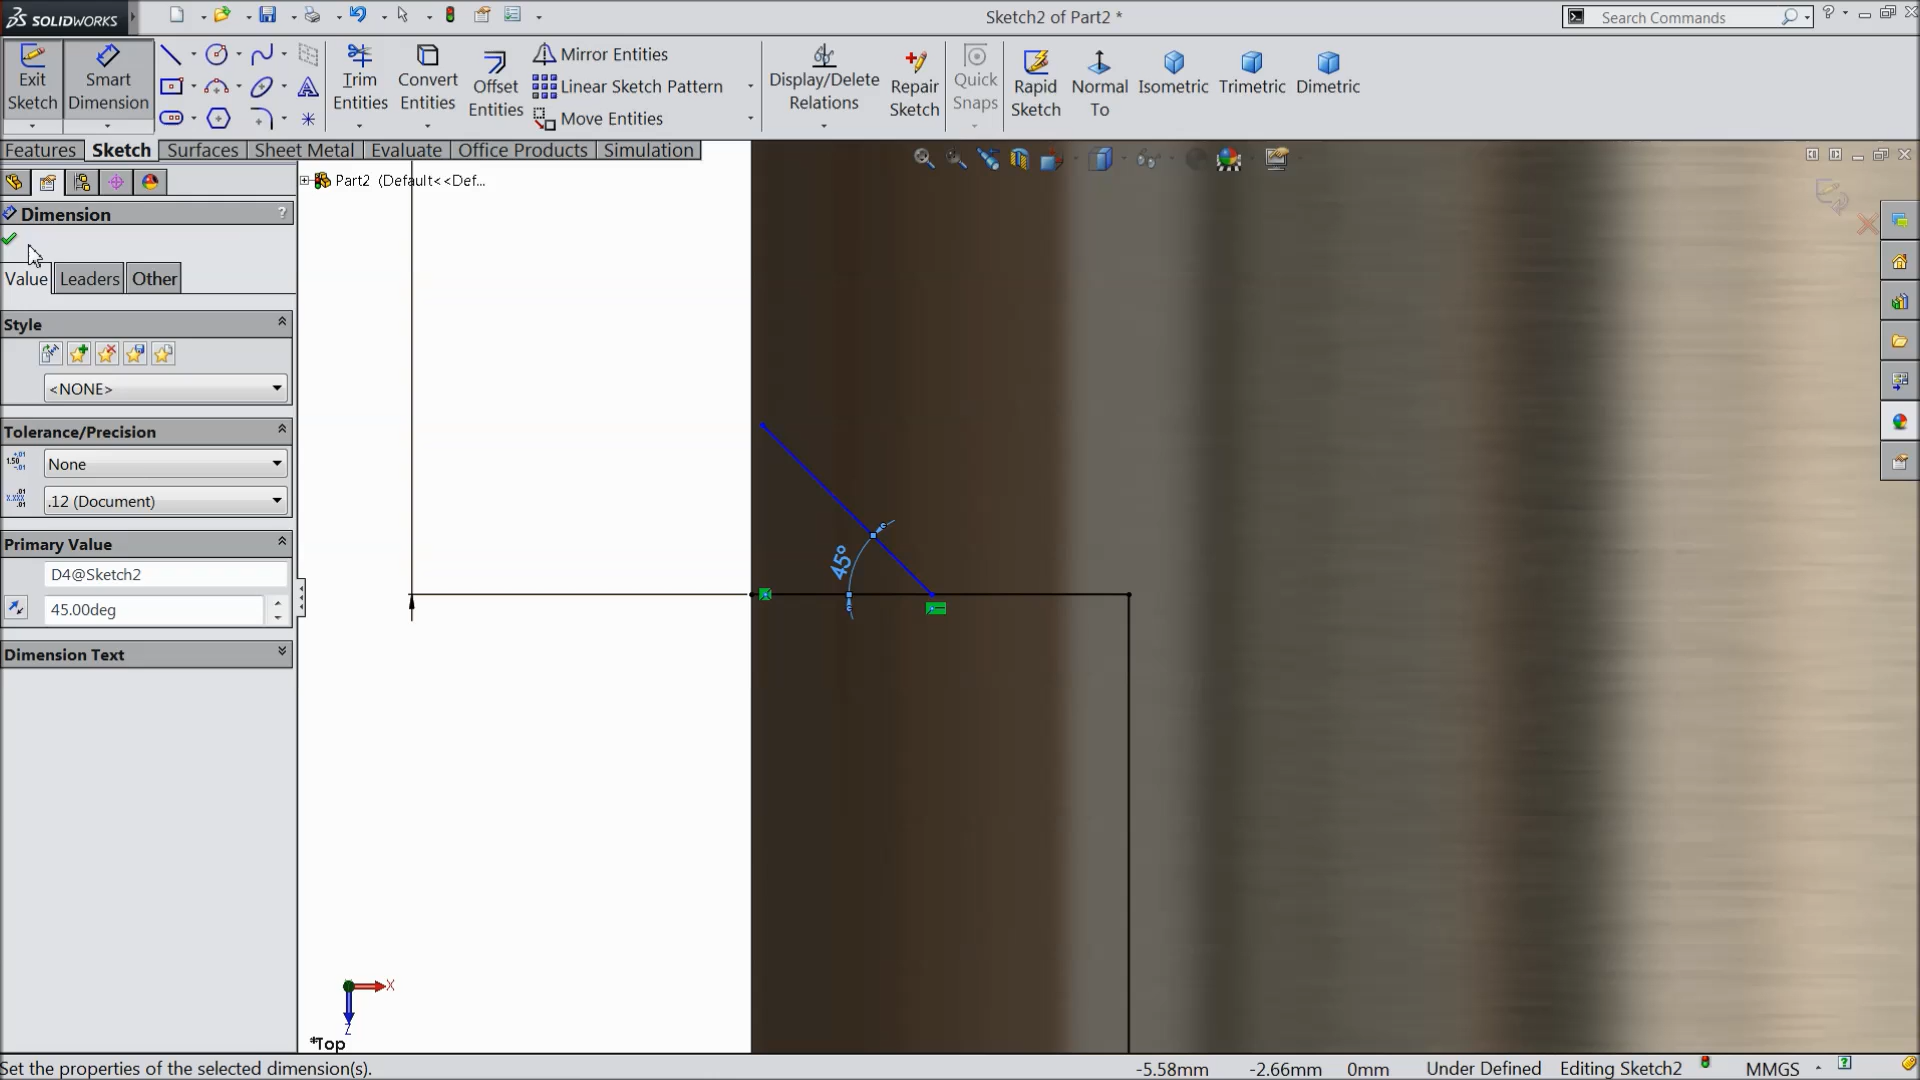 SOLIDWORKS
Sketch2 of Part2 *
Search Commands
?
Exit Sketch
Smart Dimension
Trim Entities
Convert Entities
Offset Entities
Mirror Entities
Linear Sketch Pattern
Move Entities
Display/Delete Relations
Repair Sketch
Quick Snaps
Rapid Sketch
Normal To
Isometric
Trimetric
Dimetric
Features
Sketch
Surfaces
Sheet Metal
Evaluate
Office Products
Simulation
Part2 (Default<<Def...
Dimension
?
Value
Leaders
Other
Style
<NONE>
Tolerance/Precision
None
.12 (Document)
Primary Value
D4@Sketch2
45.00deg
Dimension Text
45°
X
Z
*Top
Set the properties of the selected dimension(s).
-5.58mm
-2.66mm
0mm
Under Defined
Editing Sketch2
MMGS
?